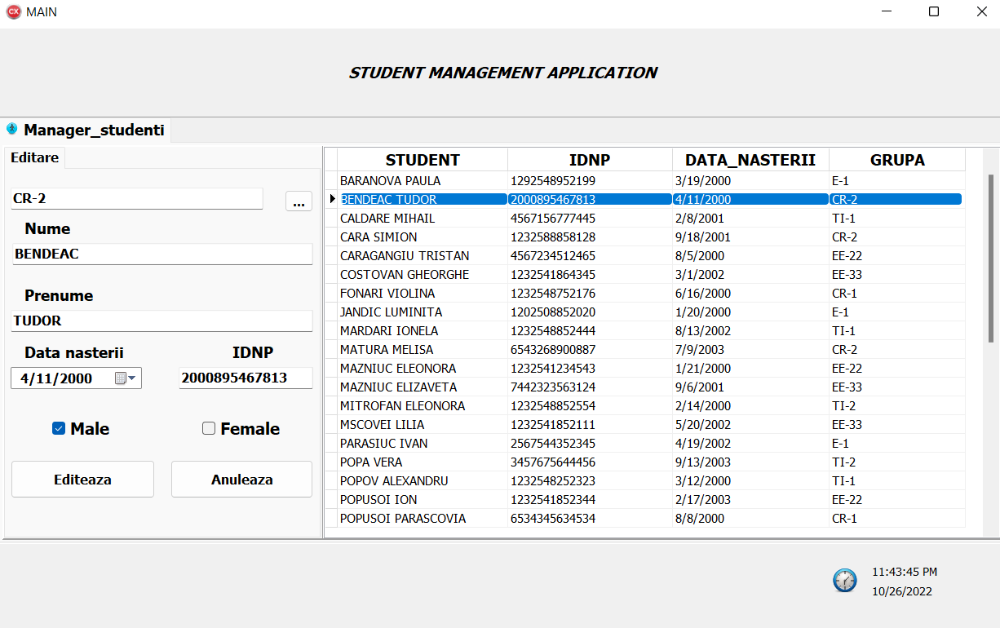 CX MAIN
STUDENT MANAGEMENT APPLICATION
Manager_studenti
Editare
CR-2
...
Nume
BENDEAC
Prenume
TUDOR
Data nasterii IDNP
4/11/2000 2000895467813
Male Female
Editeaza Anuleaza
STUDENT IDNP DATA_NASTERII GRUPA
BARANOVA PAULA 1292548952199 3/19/2000 E-1
BENDEAC TUDOR 2000895467813 4/11/2000 CR-2
CALDARE MIHAIL 4567156777445 2/8/2001 TI-1
CARA SIMION 1232588858128 9/18/2001 CR-2
CARAGANGIU TRISTAN 4567234512465 8/5/2000 EE-22
COSTOVAN GHEORGHE 1232541864345 3/1/2002 EE-33
FONARI VIOLINA 1232548752176 6/16/2000 CR-1
JANDIC LUMINITA 1202508852020 1/20/2000 E-1
MARDARI IONELA 1232548852444 8/13/2002 TI-1
MATURA MELISA 6543268900887 7/9/2003 CR-2
MAZNIUC ELEONORA 1232541234543 1/21/2000 EE-22
MAZNIUC ELIZAVETA 7442323563124 9/6/2001 EE-33
MITROFAN ELEONORA 1232548852554 2/14/2000 TI-2
MSCOVEI LILIA 1232541852111 5/20/2002 EE-33
PARASIUC IVAN 2567544352345 4/19/2002 E-1
POPA VERA 3457675644456 9/13/2003 TI-2
POPOV ALEXANDRU 1232548252323 3/12/2000 TI-1
POPUSOI ION 1232541852344 2/17/2003 EE-22
POPUSOI PARASCOVIA 6534345634534 8/8/2000 CR-1
11:43:45 PM
10/26/2022